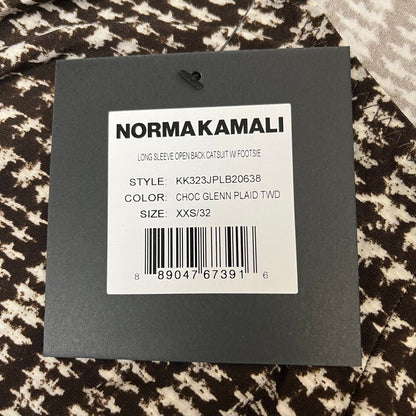 NORMAKAMALI
LONG SLEEVE OPEN BACK CATSUIT W/ FOOTSIE
STYLE: KK323JPLB20638
COLOR: CHOC GLENN PLAID TWD
SIZE: XXS/32
8 89047 67391 6